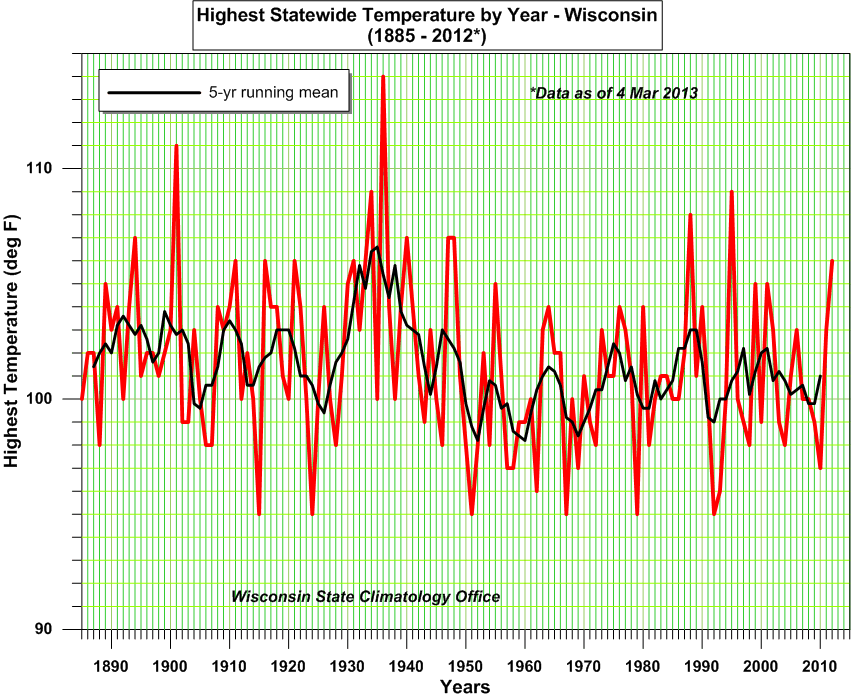 Highest Statewide Temperature by Year - Wisconsin
(1885 - 2012*)
5-yr running mean
*Data as of 4 Mar 2013
110
100
90
Highest Temperature (deg F)
Wisconsin State Climatology Office
1890 1900 1910 1920 1930 1940 1950 1960 1970 1980 1990 2000 2010
Years